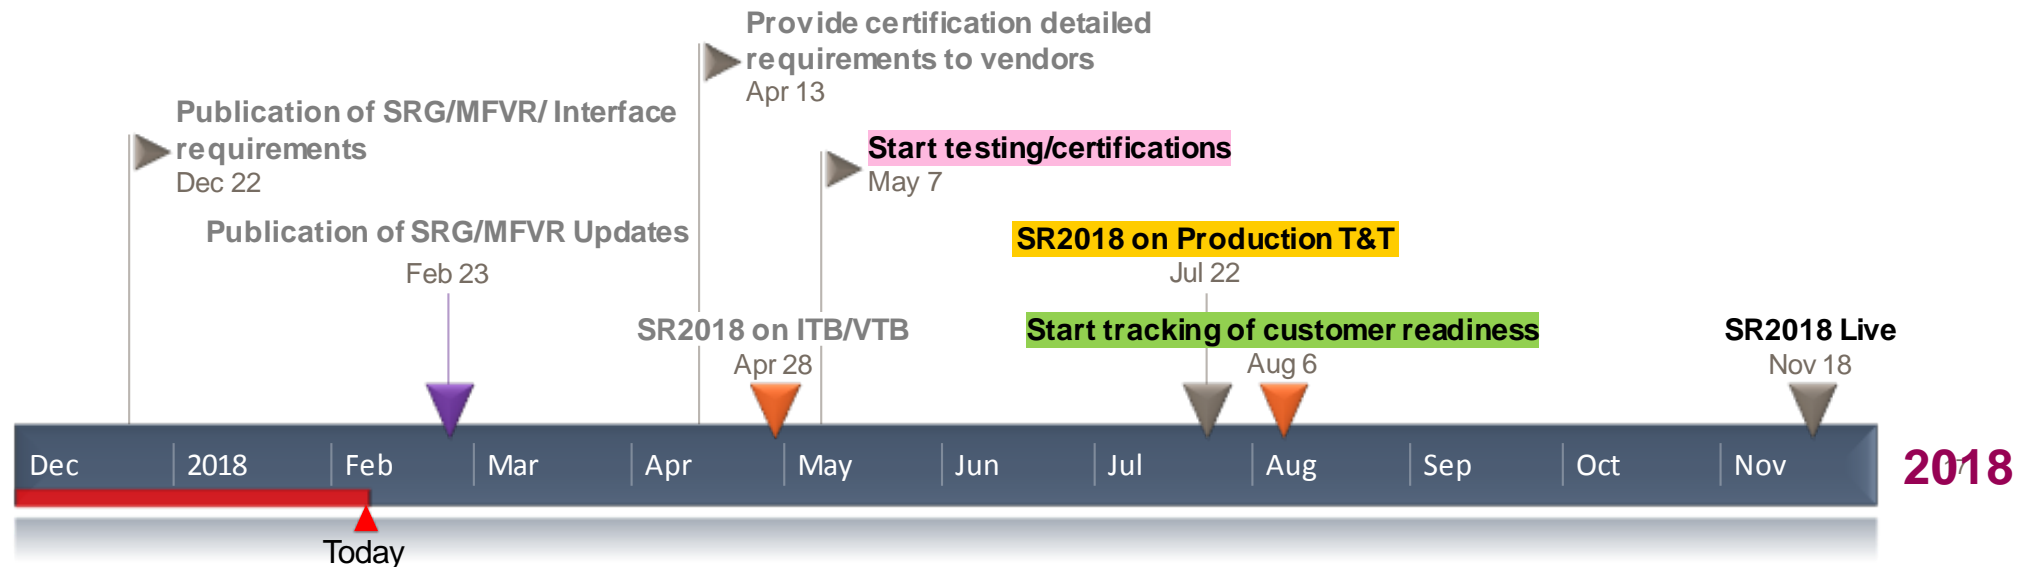 Provide certification detailed
requirements to vendors
Apr 13
Publication of SRG/MFVR/ Interface
requirements
Dec 22
Start testing/certifications
May 7
Publication of SRG/MFVR Updates
Feb 23
SR2018 on Production T&T
Jul 22
SR2018 on ITB/VTB
Apr 28
Start tracking of customer readiness
Aug 6
SR2018 Live
Nov 18
Dec 2018 Feb Mar Apr May Jun Jul Aug Sep Oct Nov
2018
17
Today